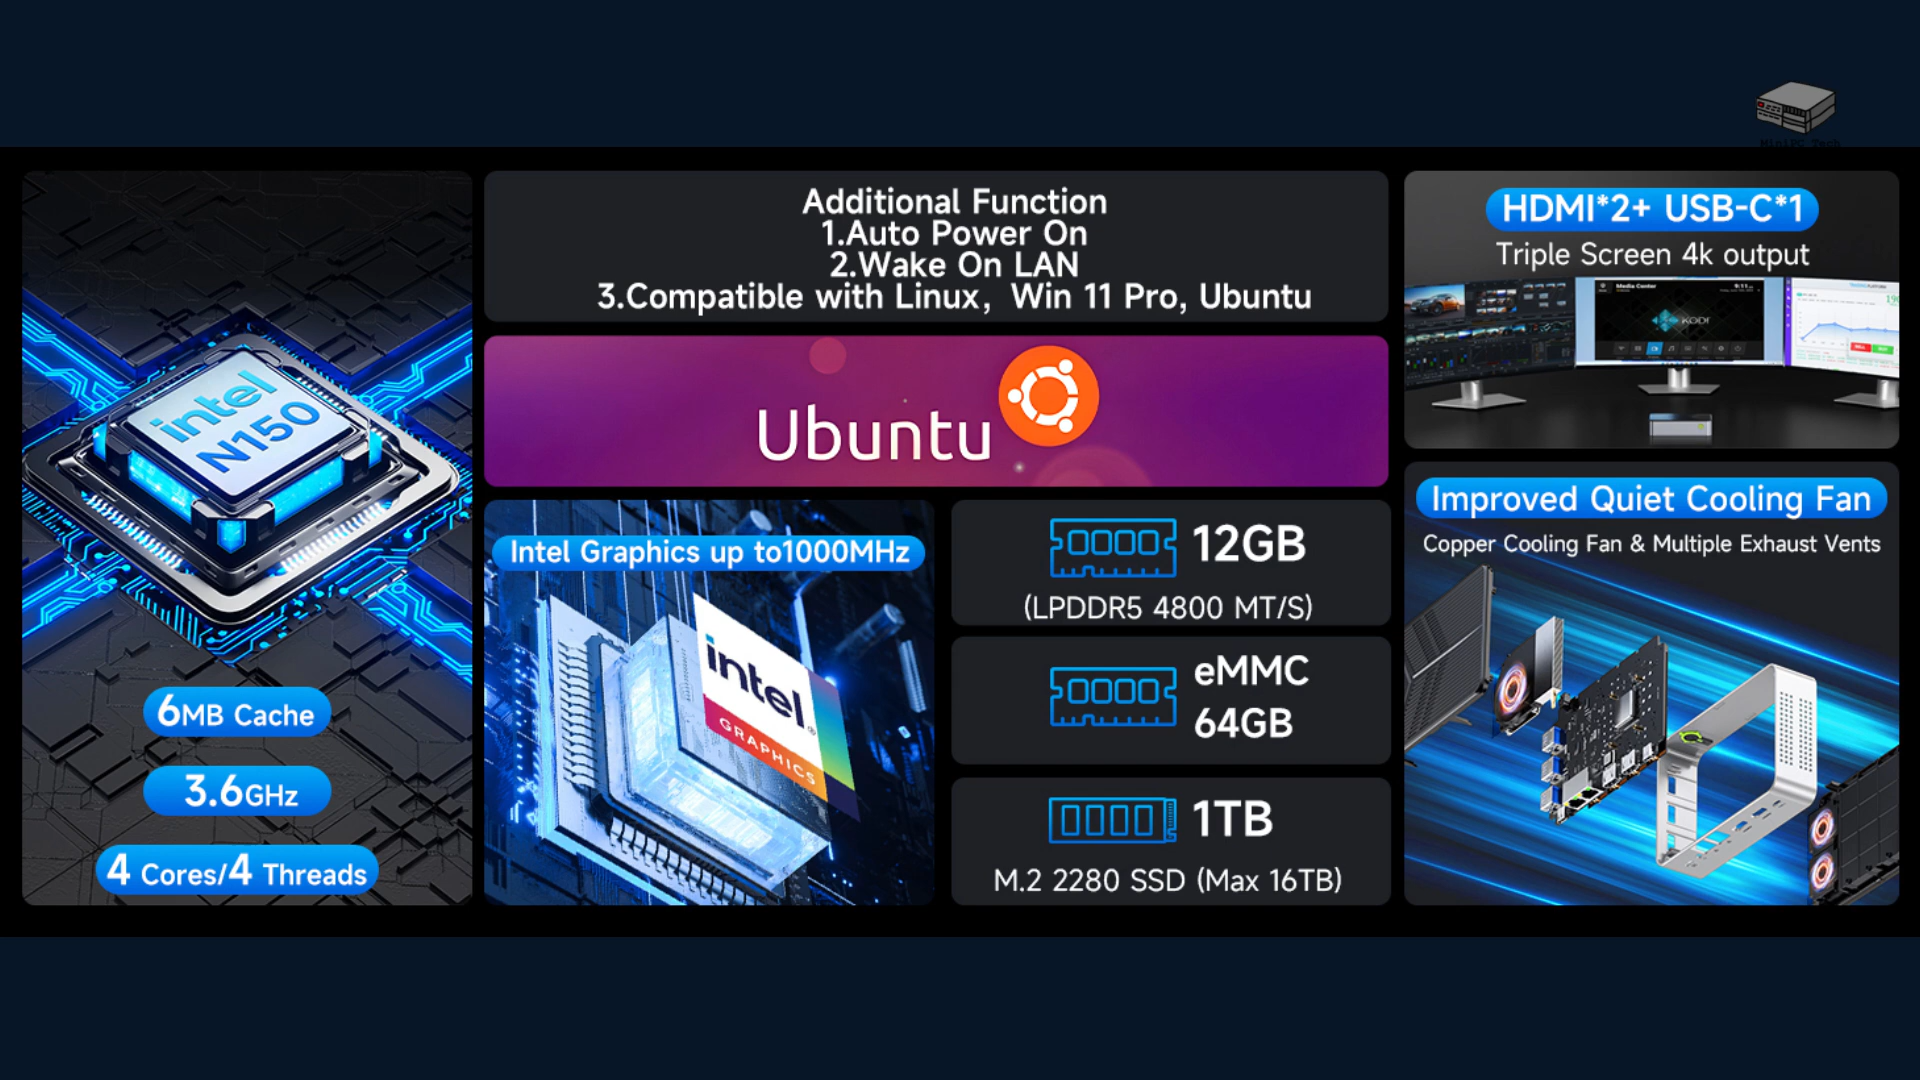 intel
N150
6MB Cache
3.6GHz
4 Cores/4 Threads
Additional Function
1.Auto Power On
2.Wake On LAN
3.Compatible with Linux, Win 11 Pro, Ubuntu
Ubuntu
Intel Graphics up to1000MHz
intel
GRAPHICS
12GB
(LPDDR5 4800 MT/S)
eMMC
64GB
1TB
M.2 2280 SSD (Max 16TB)
HDMI*2+ USB-C*1
Triple Screen 4k output
Media Center
KODI
Improved Quiet Cooling Fan
Copper Cooling Fan & Multiple Exhaust Vents